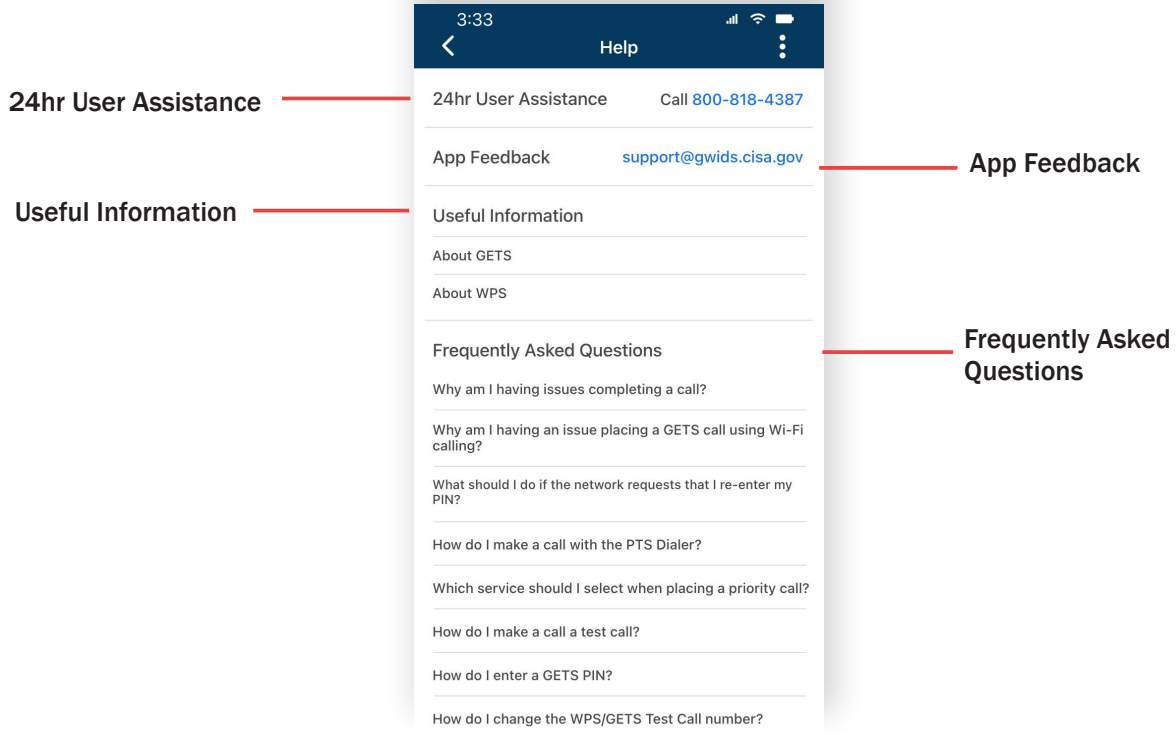 3:33
Help
24hr User Assistance
24hr User Assistance Call 800-818-4387
App Feedback support@gwids.cisa.gov
App Feedback
Useful Information
Useful Information
About GETS
About WPS
Frequently Asked Questions
Frequently Asked
Questions
Why am I having issues completing a call?
Why am I having an issue placing a GETS call using Wi-Fi
calling?
What should I do if the network requests that I re-enter my
PIN?
How do I make a call with the PTS Dialer?
Which service should I select when placing a priority call?
How do I make a call a test call?
How do I enter a GETS PIN?
How do I change the WPS/GETS Test Call number?